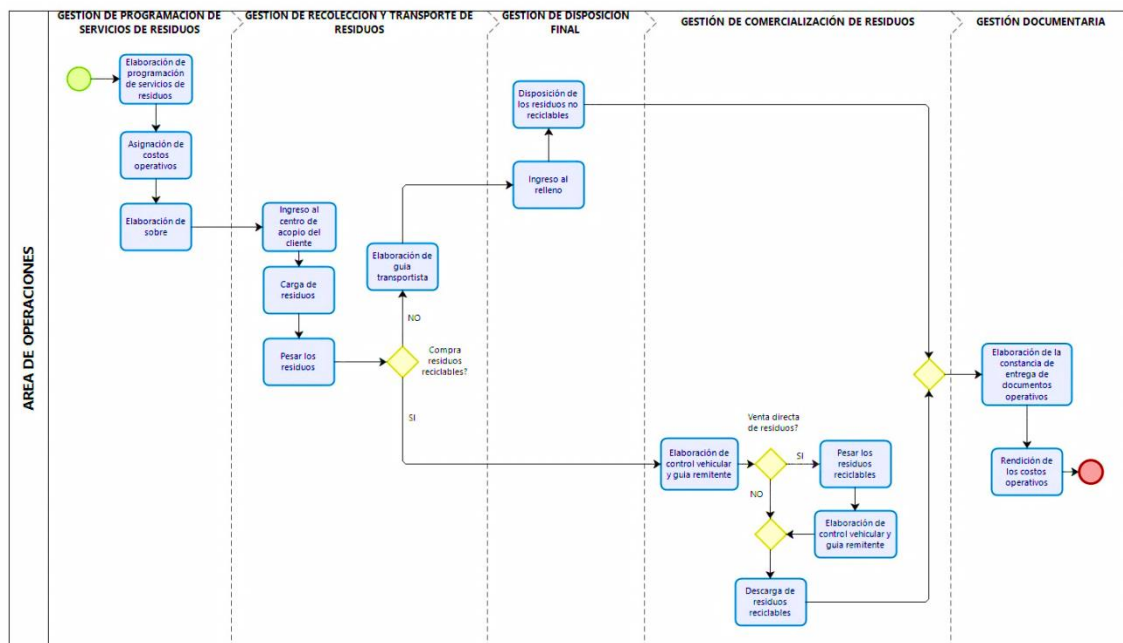 GESTION DE PROGRAMACION DE
SERVICIOS DE RESIDUOS
GESTION DE RECOLECCION Y TRANSPORTE DE
RESIDUOS
GESTION DE DISPOSICION
FINAL
GESTIÓN DE COMERCIALIZACIÓN DE RESIDUOS
GESTIÓN DOCUMENTARIA
AREA DE OPERACIONES
Elaboración de
programación
de servicios de
residuos
Asignación de
costos
operativos
Elaboración de
sobre
Ingreso al
centro de
acopio del
cliente
Carga de
residuos
Pesar los
residuos
Elaboración de
guía
transportista
NO
Compra
residuos
reciclables?
SI
Disposición de
los residuos no
reciclables
Ingreso al
relleno
Elaboración de
control vehicular
y guia remitente
Venta directa
de residuos?
SI
NO
Pesar los
residuos
reciclables
Elaboración de
control vehicular y
guia remitente
Descarga de
residuos
reciclables
Elaboración de la
constancia de
entrega de
documentos
operativos
Rendición de
los costos
operativos